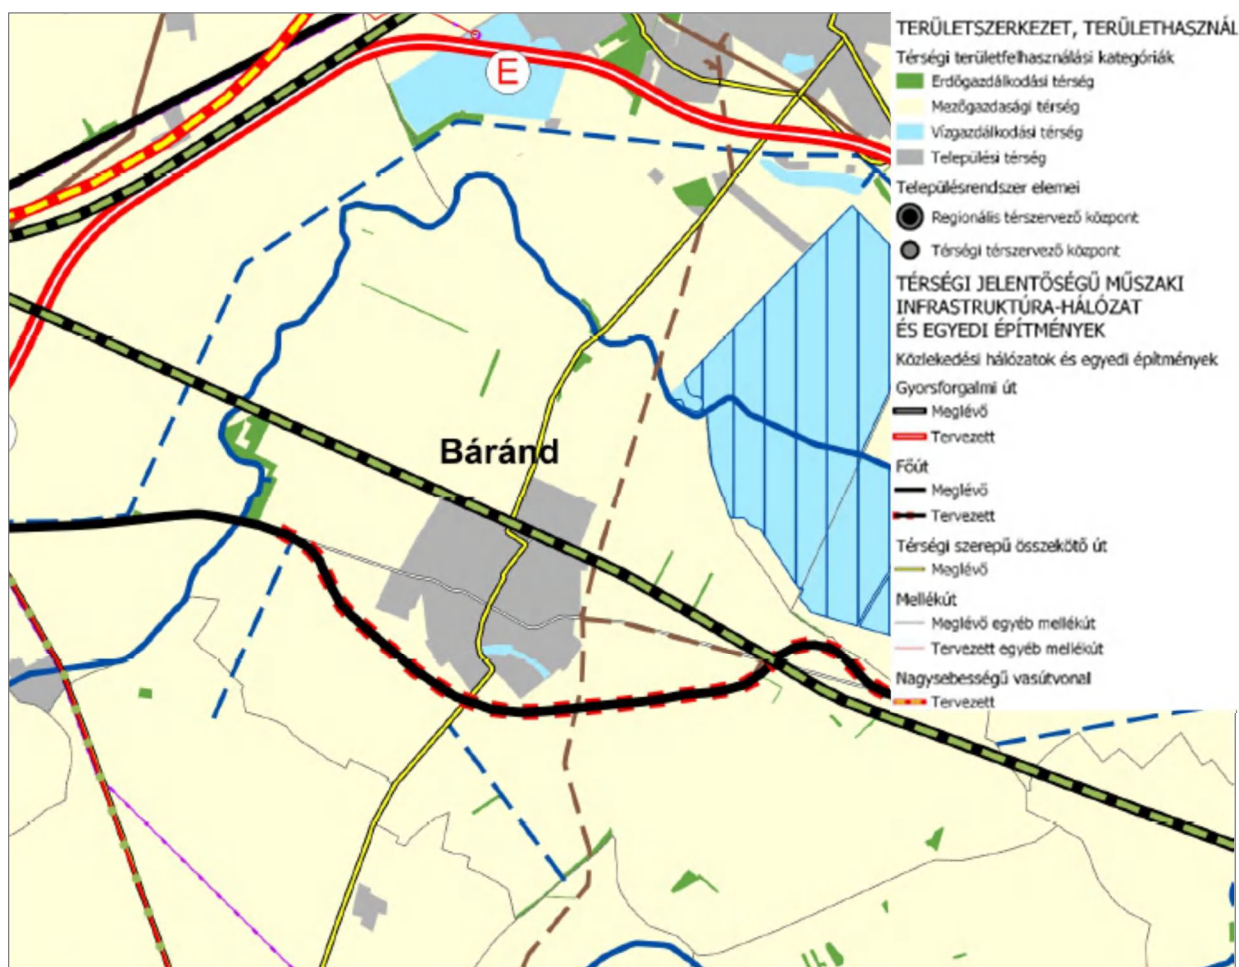 E
Báránd
TERÜLETSZERKEZET, TERÜLETHASZNÁL
Térségi területfelhasználási kategóriák
Erdőgazdálkodási térség
Mezőgazdasági térség
Vízgazdálkodási térség
Települési térség
Településrendszer elemei
Regionális térszervező központ
Térségi térszervező központ
TÉRSÉGI JELENTŐSÉGŰ MŰSZAKI
INFRASTRUKTÚRA-HÁLÓZAT
ÉS EGYEDI ÉPÍTMÉNYEK
Közlekedési hálózatok és egyedi építmények
Gyorsforgalmi út
Meglévő
Tervezett
Főút
Meglévő
Tervezett
Térségi szerepű összekötő út
Meglévő
Mellékút
Meglévő egyéb mellékút
Tervezett egyéb mellékút
Nagysebességű vasútvonal
Tervezett